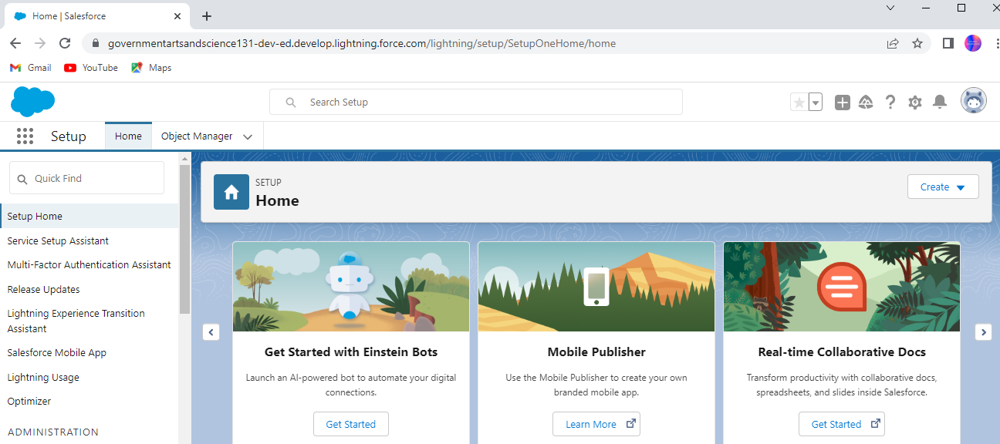 Home | Salesforce
governmentartsandscience131-dev-ed.develop.lightning.force.com/lightning/setup/SetupOneHome/home
Gmail YouTube Maps
Search Setup
Setup Home Object Manager
Quick Find
Setup Home
Service Setup Assistant
Multi-Factor Authentication Assistant
Release Updates
Lightning Experience Transition
Assistant
Salesforce Mobile App
Lightning Usage
Optimizer
ADMINISTRATION
SETUP
Home
Create
Get Started with Einstein Bots
Launch an AI-powered bot to automate your digital
connections.
Get Started
Mobile Publisher
Use the Mobile Publisher to create your own
branded mobile app.
Learn More
Real-time Collaborative Docs
Transform productivity with collaborative docs,
spreadsheets, and slides inside Salesforce.
Get Started